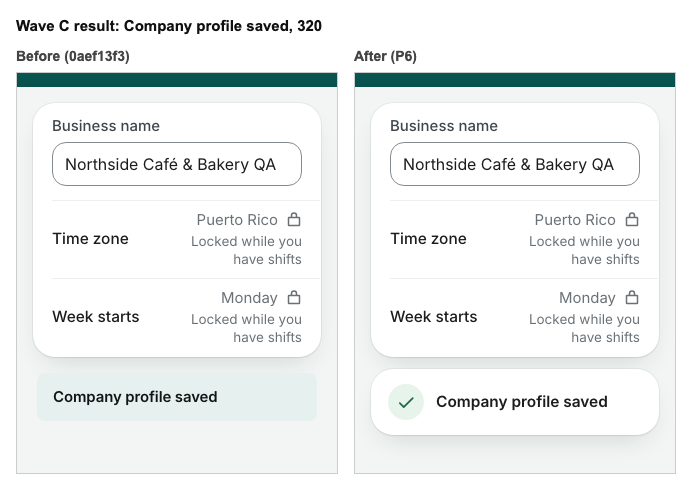 Wave C result: Company profile saved, 320
Before (0aef13f3)
Business name
Northside Café & Bakery QA
Time zone
Puerto Rico
Locked while you
have shifts
Week starts
Monday
Locked while you
have shifts
Company profile saved
After (P6)
Business name
Northside Café & Bakery QA
Time zone
Puerto Rico
Locked while you
have shifts
Week starts
Monday
Locked while you
have shifts
Company profile saved